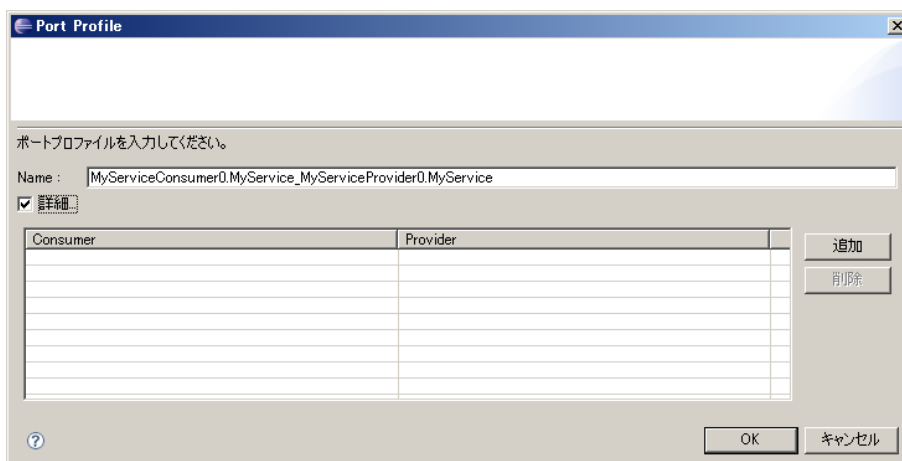 Port Profile
ポートプロファイルを入力してください。
Name : MyServiceConsumer0.MyService_MyServiceProvider0.MyService
詳細...
Consumer Provider
追加
削除
OK キャンセル